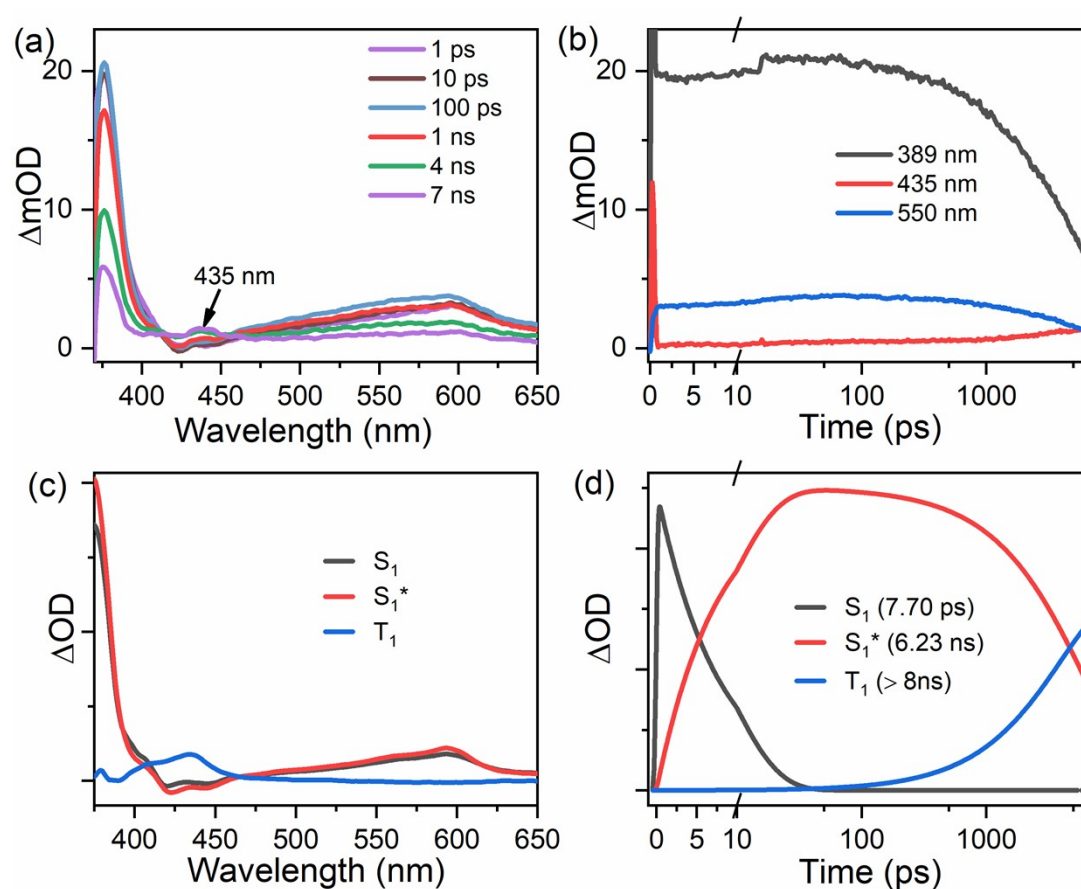 (a)
1 ps
10 ps
100 ps
1 ns
4 ns
7 ns
435 nm
ΔmOD
20
10
0
400 450 500 550 600 650
Wavelength (nm)
(b)
389 nm
435 nm
550 nm
ΔmOD
20
10
0
0 5 10 100 1000
Time (ps)
(c)
S₁
S₁*
T₁
ΔOD
400 450 500 550 600 650
Wavelength (nm)
(d)
S₁ (7.70 ps)
S₁* (6.23 ns)
T₁ (> 8ns)
ΔOD
0 5 10 100 1000
Time (ps)